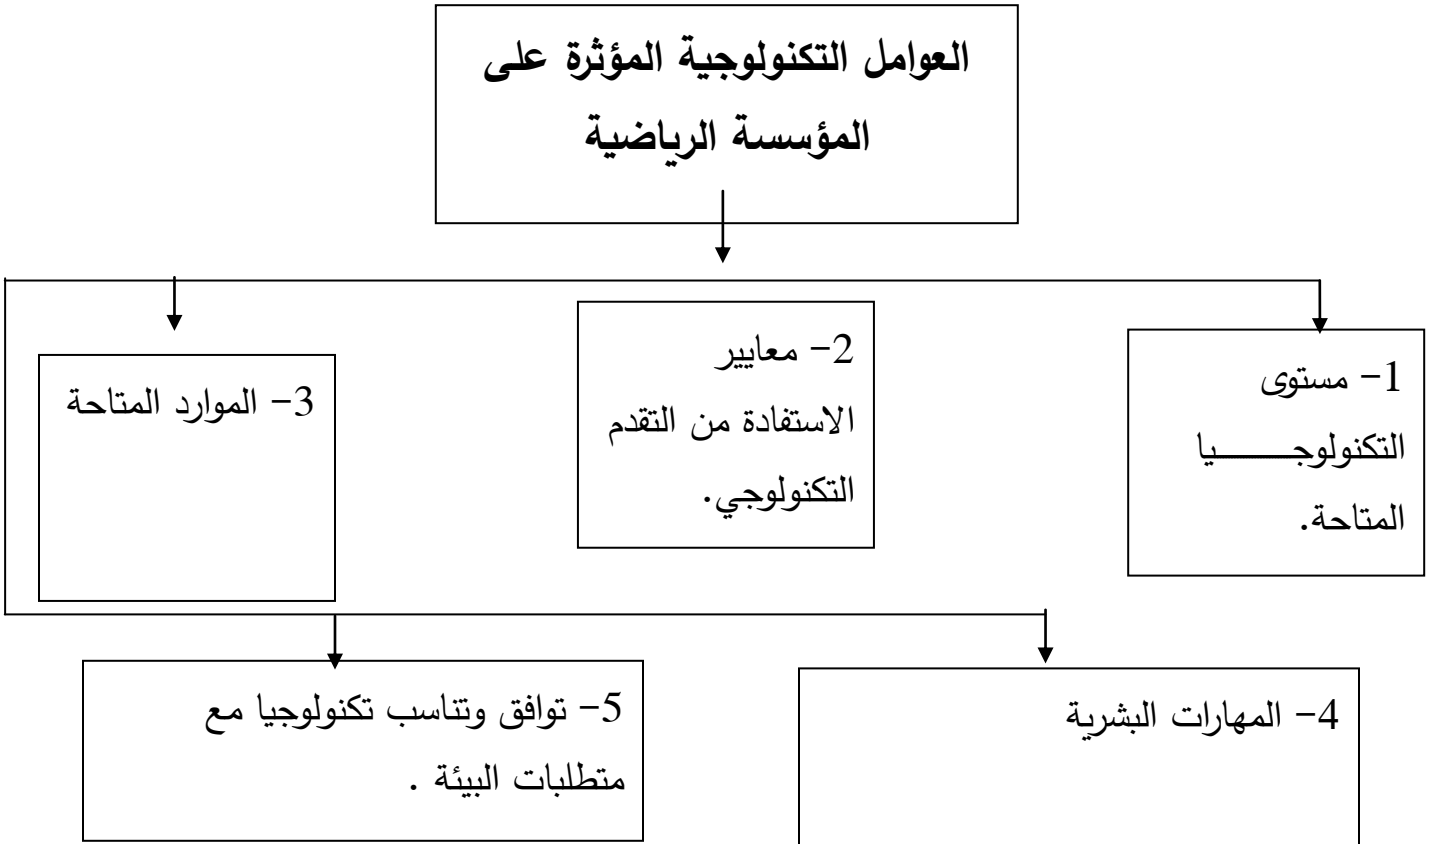 العوامل التكنولوجية المؤثرة على
المؤسسة الرياضية
1- مستوى
التكنولوجـــــــيا
المتاحة.
2- معايير
الاستفادة من التقدم
التكنولوجي.
3- الموارد المتاحة
4- المهارات البشرية
5- توافق وتناسب تكنولوجيا مع
متطلبات البيئة .